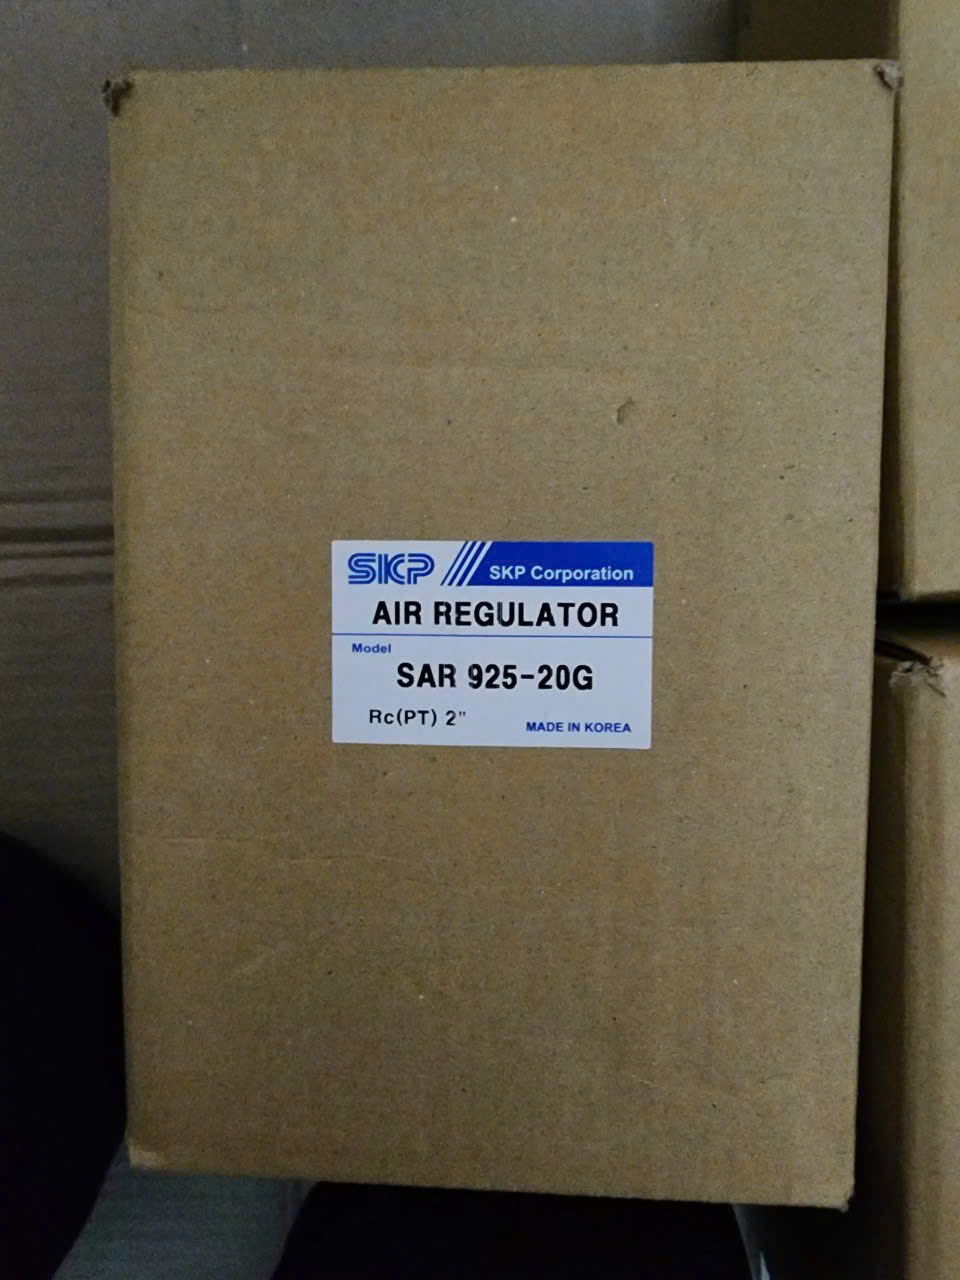 SKP SKP Corporation
AIR REGULATOR
Model
SAR 925-20G
Rc(PT) 2"
MADE IN KOREA